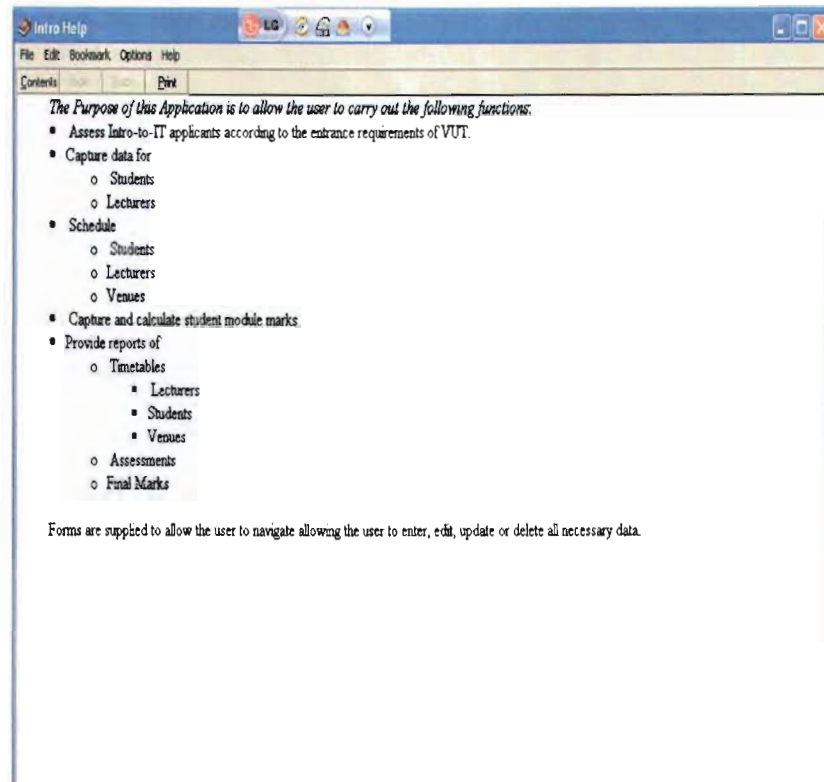 Intro Help
LG
File Edit Bookmark Options Help
Contents Print
The Purpose of this Application is to allow the user to carry out the following functions:
▪ Assess Intro-to-IT applicants according to the entrance requirements of VUT.
▪ Capture data for
o Students
o Lecturers
▪ Schedule
o Students
o Lecturers
o Venues
▪ Capture and calculate student module marks
▪ Provide reports of
o Timetables
▪ Lecturers
▪ Students
▪ Venues
o Assessments
o Final Marks
Forms are supplied to allow the user to navigate allowing the user to enter, edit, update or delete all necessary data.